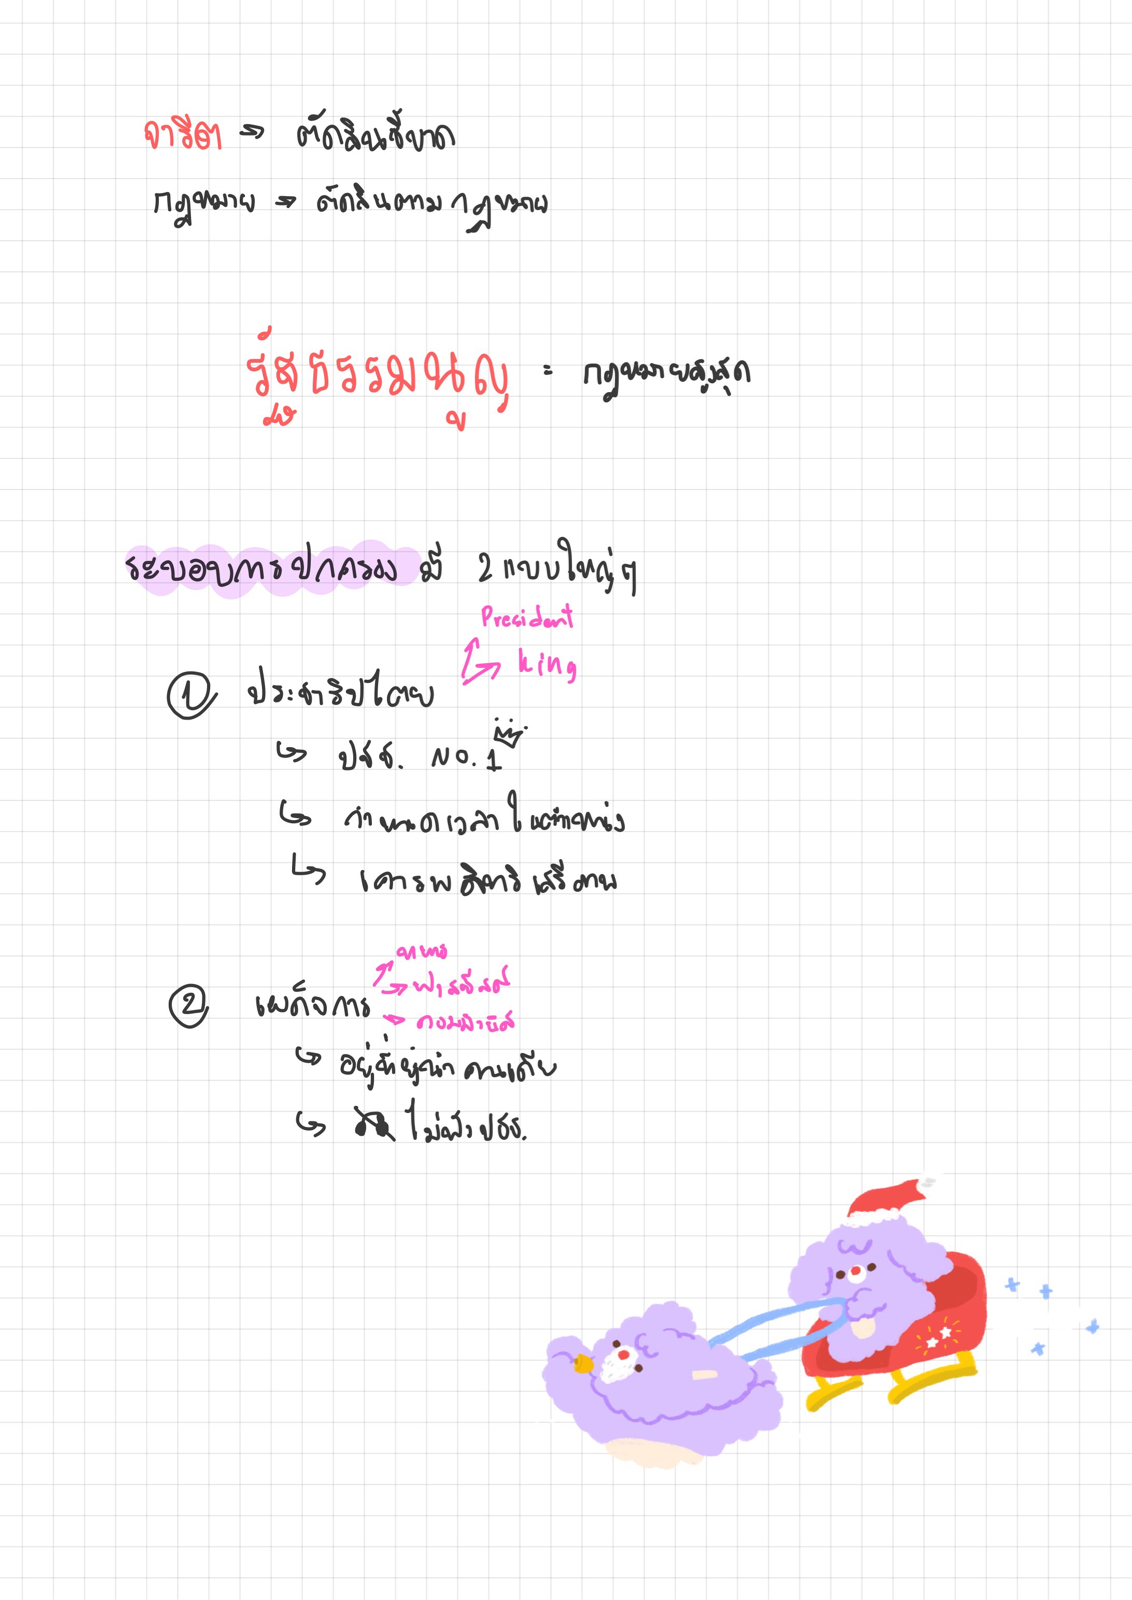 จารีต → ตัดสินชี้ขาด
กฎหมาย → ตัดสินตามกฎหมาย
รัฐธรรมนูญ = กฎหมายสูงสุด
ระบอบการปกครอง มี 2 แบบใหญ่ๆ
President
① ประชาธิปไตย → king
↳ ปชช. NO.1
↳ กำหนดเวลาในตำแหน่ง
↳ เคารพสิทธิเสรีภาพ
ทหาร
→ ฟาสซิสต์
② เผด็จการ → คอมมิวนิส
↳ อยู่ที่ผู้นำคนเดียว
↳ ไม่ฟังปชช.